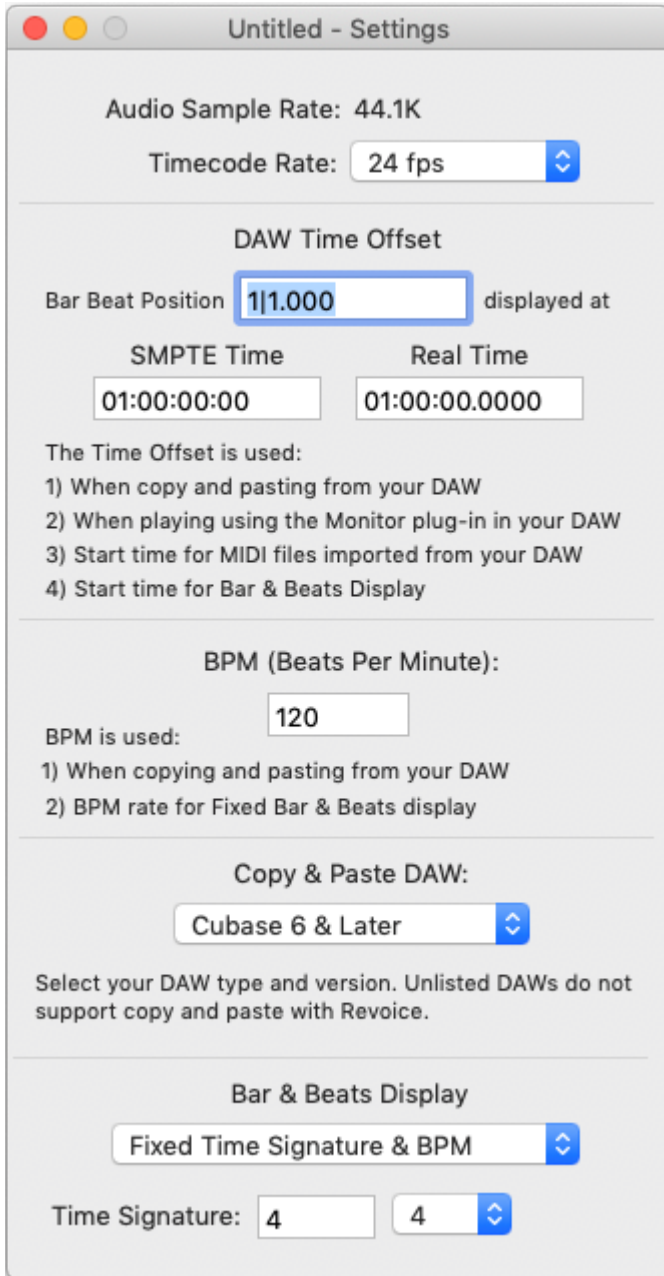 Untitled - Settings
Audio Sample Rate: 44.1K
Timecode Rate: 24 fps
DAW Time Offset
Bar Beat Position 1|1.000 displayed at
SMPTE Time Real Time
01:00:00:00 01:00:00.0000
The Time Offset is used:
1) When copy and pasting from your DAW
2) When playing using the Monitor plug-in in your DAW
3) Start time for MIDI files imported from your DAW
4) Start time for Bar & Beats Display
BPM (Beats Per Minute):
120
BPM is used:
1) When copying and pasting from your DAW
2) BPM rate for Fixed Bar & Beats display
Copy & Paste DAW:
Cubase 6 & Later
Select your DAW type and version. Unlisted DAWs do not
support copy and paste with Revoice.
Bar & Beats Display
Fixed Time Signature & BPM
Time Signature: 4 4